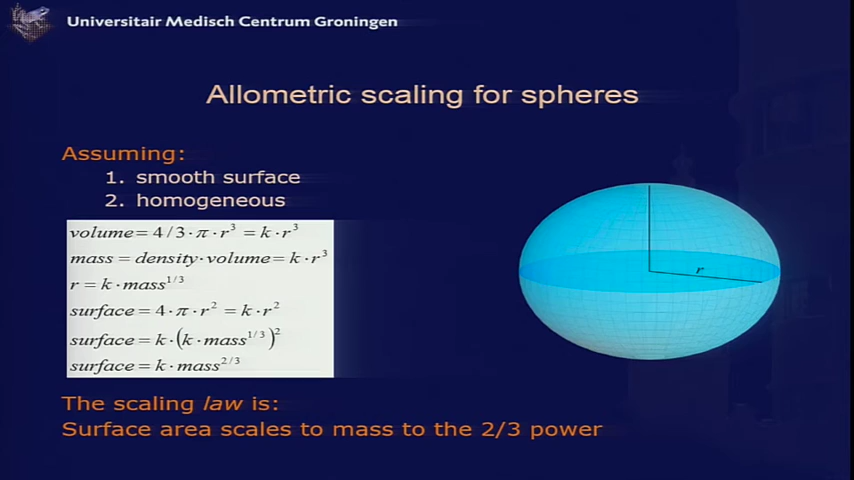 Universitair Medisch Centrum Groningen
Allometric scaling for spheres
Assuming:
1. smooth surface
2. homogeneous
volume = 4/3·π·r³ = k·r³
mass = density·volume = k·r³
r = k·mass^1/3
surface = 4·π·r² = k·r²
surface = k·(k·mass^1/3)²
surface = k·mass^2/3
r
The scaling law is:
Surface area scales to mass to the 2/3 power